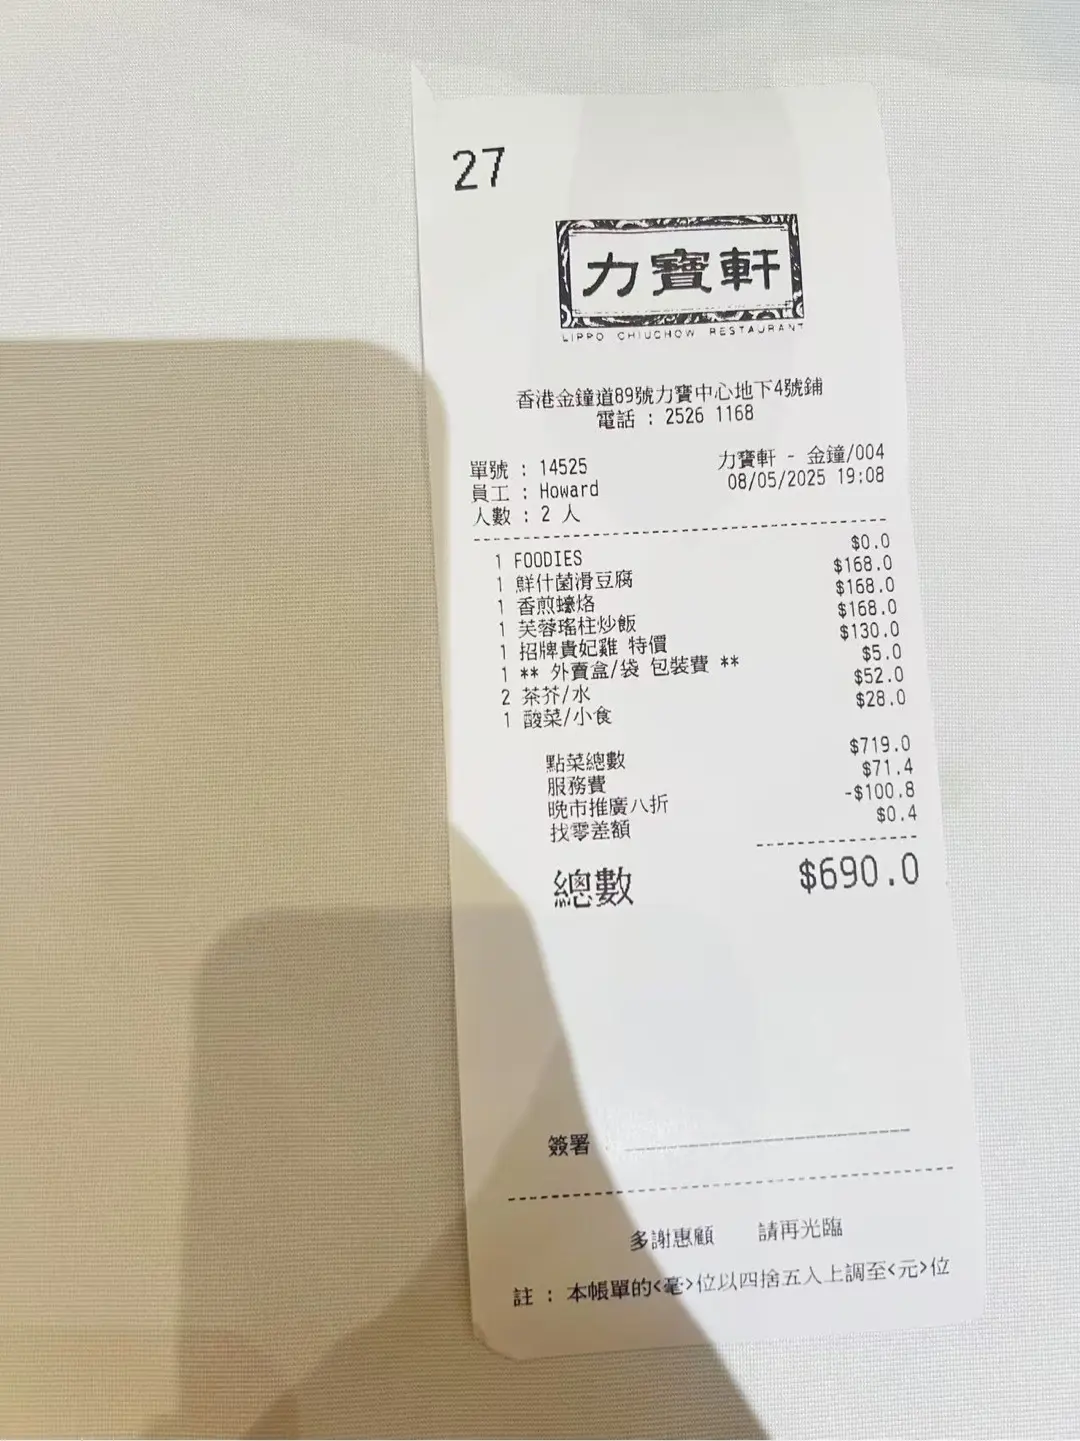 27
力寶軒
LIPPO CHIUCHOW RESTAURANT
香港金鐘道89號力寶中心地下4號鋪
電話 : 2526 1168
單號 : 14525 力寶軒 - 金鐘/004
員工 : Howard 08/05/2025 19:08
人數 : 2 人
1 FOODIES $0.0
1 鮮什菌滑豆腐 $168.0
1 香煎蠔烙 $168.0
1 芙蓉瑤柱炒飯 $168.0
1 招牌貴妃雞 特價 $130.0
1 ** 外賣盒/袋 包裝費 ** $5.0
2 茶芥/水 $52.0
1 酸菜/小食 $28.0
點菜總數 $719.0
服務費 $71.4
晚市推廣八折 -$100.8
找零差額 $0.4
總數 $690.0
簽署
多謝惠顧 請再光臨
註 : 本帳單的<毫>位以四捨五入上調至<元>位